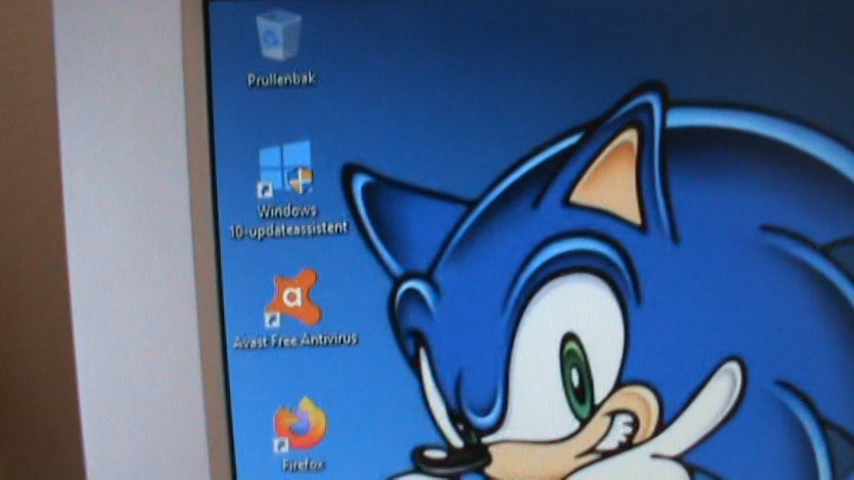 Prullenbak
Windows
10-updateassistent
a
Avast Free Antivirus
Firefox